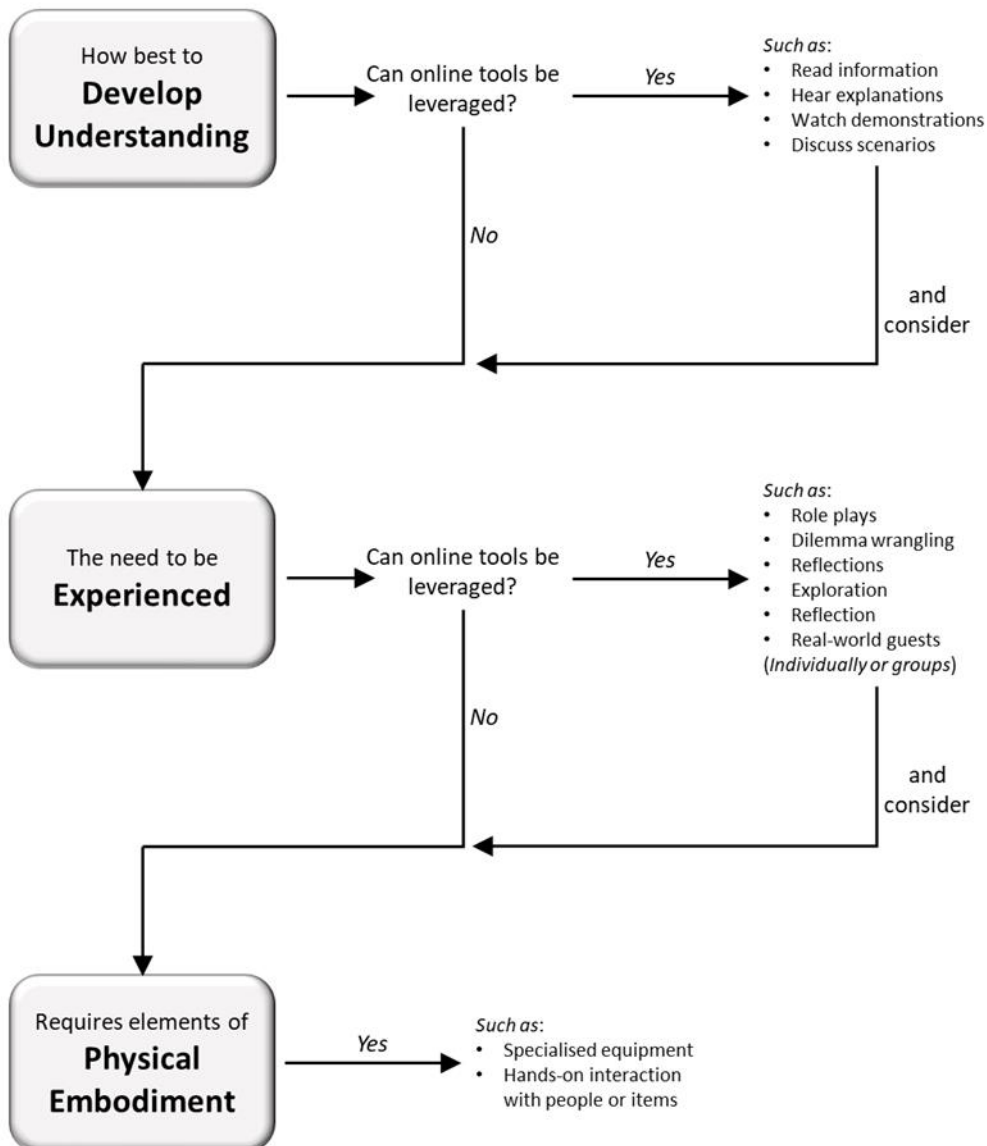 How best to
Develop
Understanding
Can online tools be
leveraged?
Yes
Such as:
• Read information
• Hear explanations
• Watch demonstrations
• Discuss scenarios
No
and
consider
The need to be
Experienced
Can online tools be
leveraged?
Yes
Such as:
• Role plays
• Dilemma wrangling
• Reflections
• Exploration
• Reflection
• Real-world guests
(Individually or groups)
No
and
consider
Requires elements of
Physical
Embodiment
Yes
Such as:
• Specialised equipment
• Hands-on interaction
with people or items